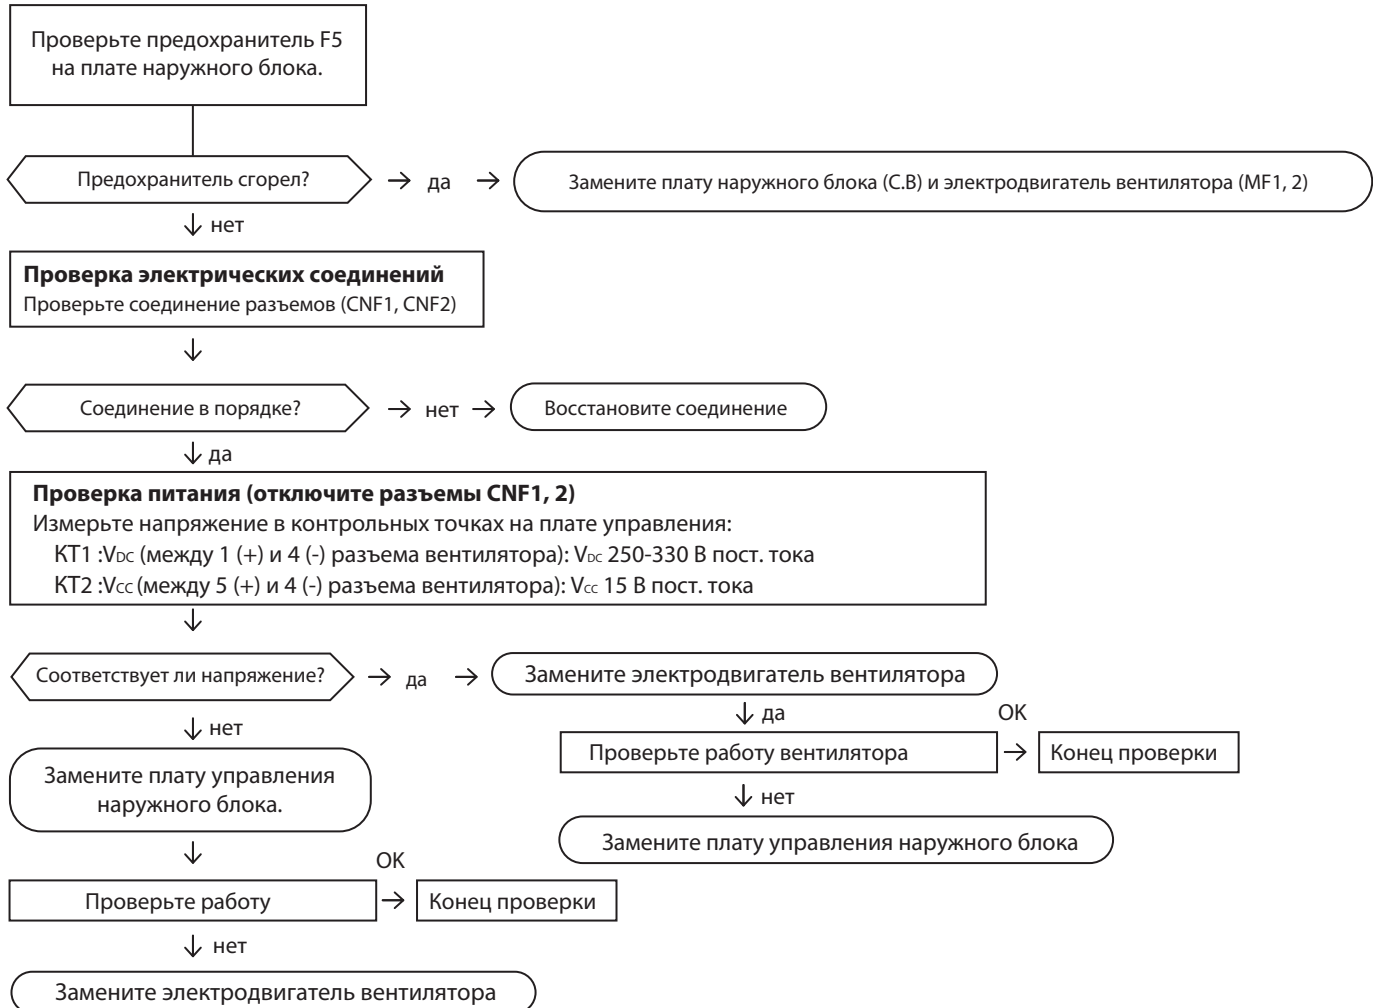 Проверьте предохранитель F5
на плате наружного блока.
Предохранитель сгорел?
да
Замените плату наружного блока (C.B) и электродвигатель вентилятора (MF1, 2)
нет
Проверка электрических соединений
Проверьте соединение разъемов (CNF1, CNF2)
Соединение в порядке?
нет
Восстановите соединение
да
Проверка питания (отключите разъемы CNF1, 2)
Измерьте напряжение в контрольных точках на плате управления:
КТ1 :VDC (между 1 (+) и 4 (-) разъема вентилятора): VDC 250-330 В пост. тока
КТ2 :VCC (между 5 (+) и 4 (-) разъема вентилятора): Vcc 15 В пост. тока
Соответствует ли напряжение?
да
Замените электродвигатель вентилятора
да
OK
Проверьте работу вентилятора
Конец проверки
нет
Замените плату управления наружного блока
нет
Замените плату управления
наружного блока.
OK
Проверьте работу
Конец проверки
нет
Замените электродвигатель вентилятора